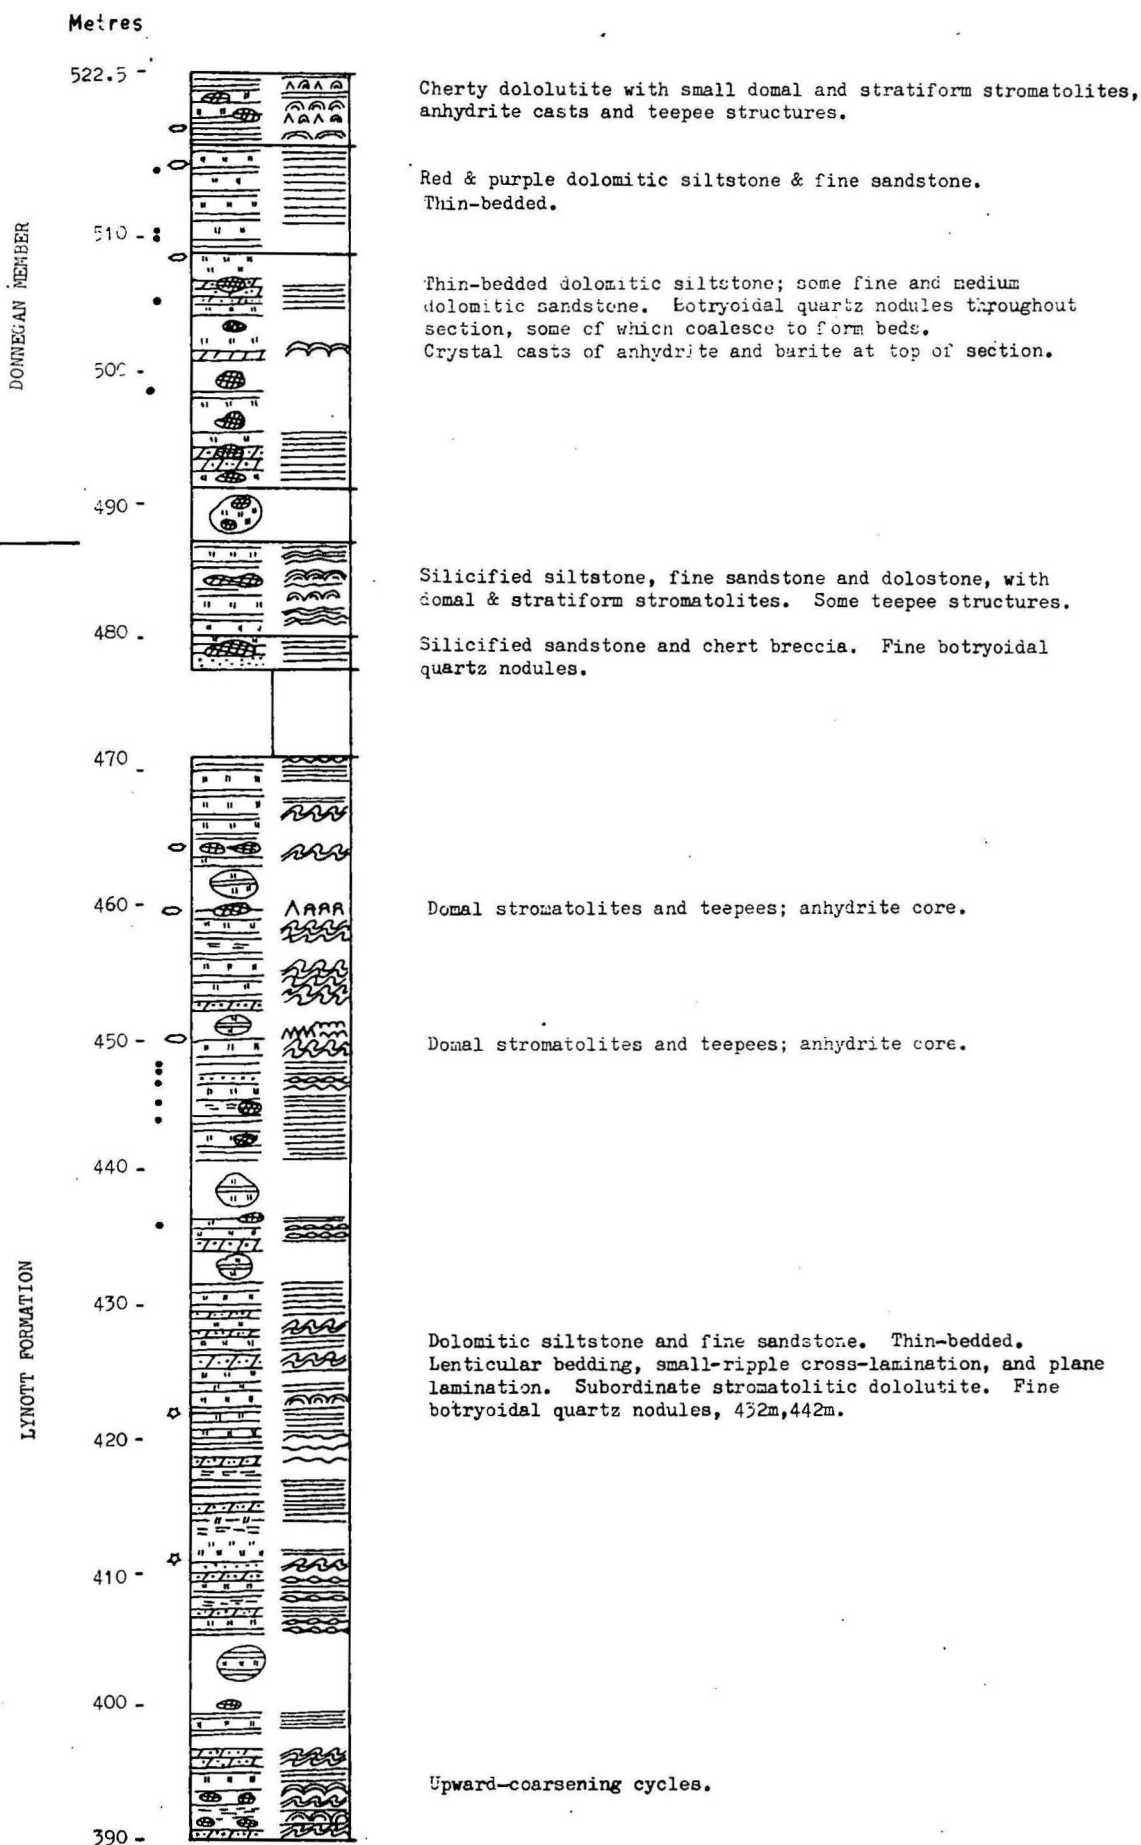 Metres
522.5 -
Cherty dololutite with small domal and stratiform stromatolites,
anhydrite casts and teepee structures.
Red & purple dolomitic siltstone & fine sandstone.
Thin-bedded.
510 -
DONNEGAN MEMBER
Thin-bedded dolomitic siltstone; some fine and medium
dolomitic sandstone. Botryoidal quartz nodules throughout
section, some of which coalesce to form beds.
Crystal casts of anhydrite and barite at top of section.
500 -
490 -
Silicified siltstone, fine sandstone and dolostone, with
domal & stratiform stromatolites. Some teepee structures.
480 -
Silicified sandstone and chert breccia. Fine botryoidal
quartz nodules.
470 -
460 -
Domal stromatolites and teepees; anhydrite core.
450 -
Domal stromatolites and teepees; anhydrite core.
440 -
430 -
LYNOTT FORMATION
Dolomitic siltstone and fine sandstone. Thin-bedded.
Lenticular bedding, small-ripple cross-lamination, and plane
lamination. Subordinate stromatolitic dololutite. Fine
botryoidal quartz nodules, 432m,442m.
420 -
410 -
400 -
Upward-coarsening cycles.
390 -